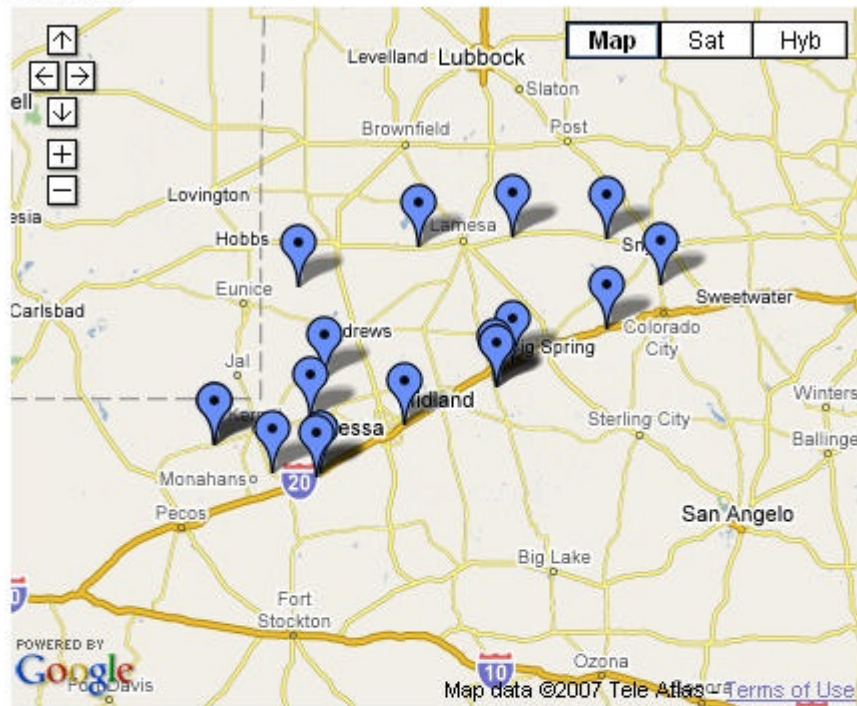 Map Sat Hyb
Levelland Lubbock
Slaton
Brownfield Post
Lovington
Hobbs Lamesa
Eunice
Carlsbad Sweetwater
Colorado
City
Jal
Winters
Sterling City
Monahans
20
Pecos San Angelo
Big Lake
Fort
Stockton
POWERED BY
Google
10 Ozona
Map data ©2007 Tele Atlas - Terms of Use